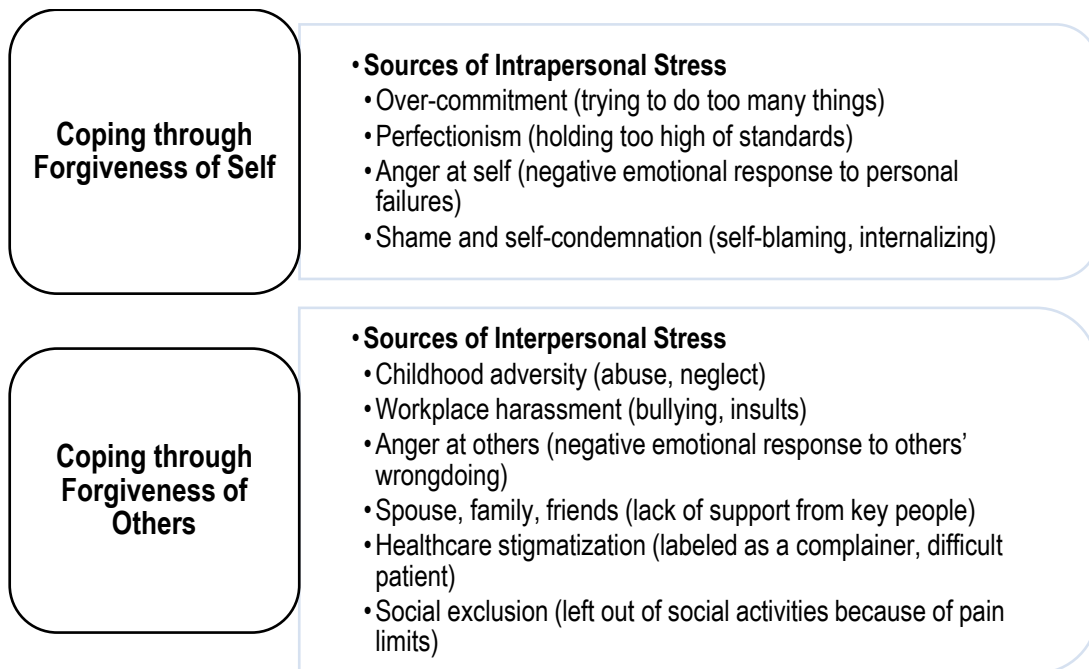 Coping through
Forgiveness of Self
•Sources of Intrapersonal Stress
•Over-commitment (trying to do too many things)
•Perfectionism (holding too high of standards)
•Anger at self (negative emotional response to personal
failures)
•Shame and self-condemnation (self-blaming, internalizing)
Coping through
Forgiveness of
Others
•Sources of Interpersonal Stress
•Childhood adversity (abuse, neglect)
•Workplace harassment (bullying, insults)
•Anger at others (negative emotional response to others’
wrongdoing)
•Spouse, family, friends (lack of support from key people)
•Healthcare stigmatization (labeled as a complainer, difficult
patient)
•Social exclusion (left out of social activities because of pain
limits)